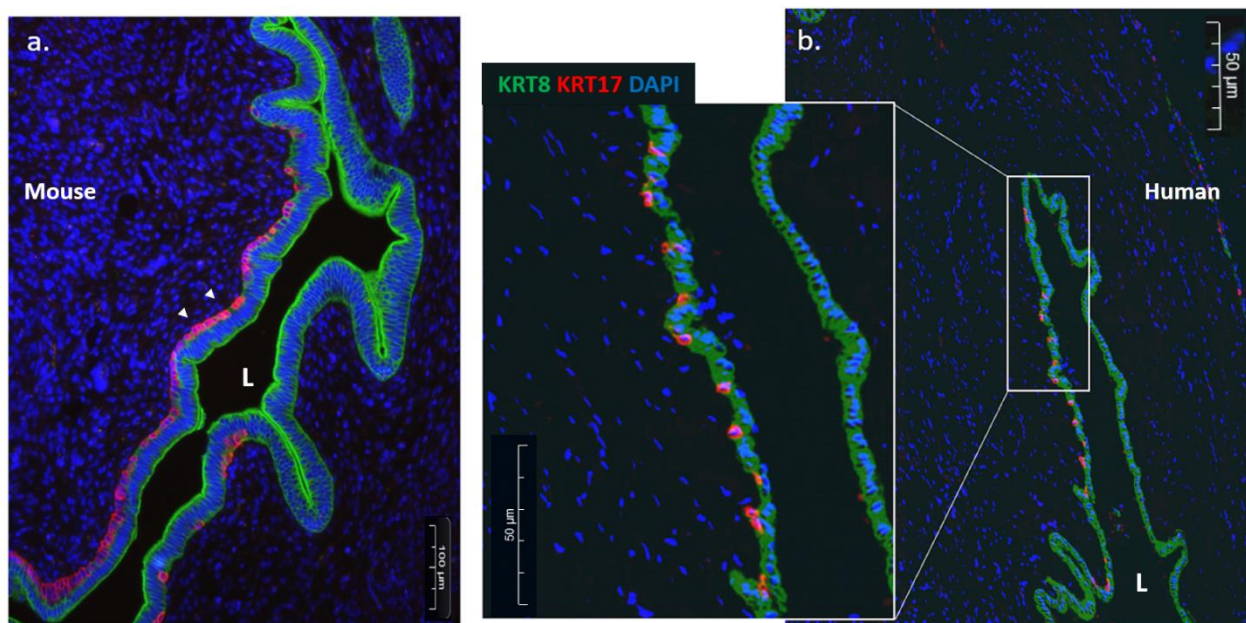 a.
Mouse
L
100 µm
KRT8 KRT17 DAPI
50 µm
b.
50 µm
Human
L